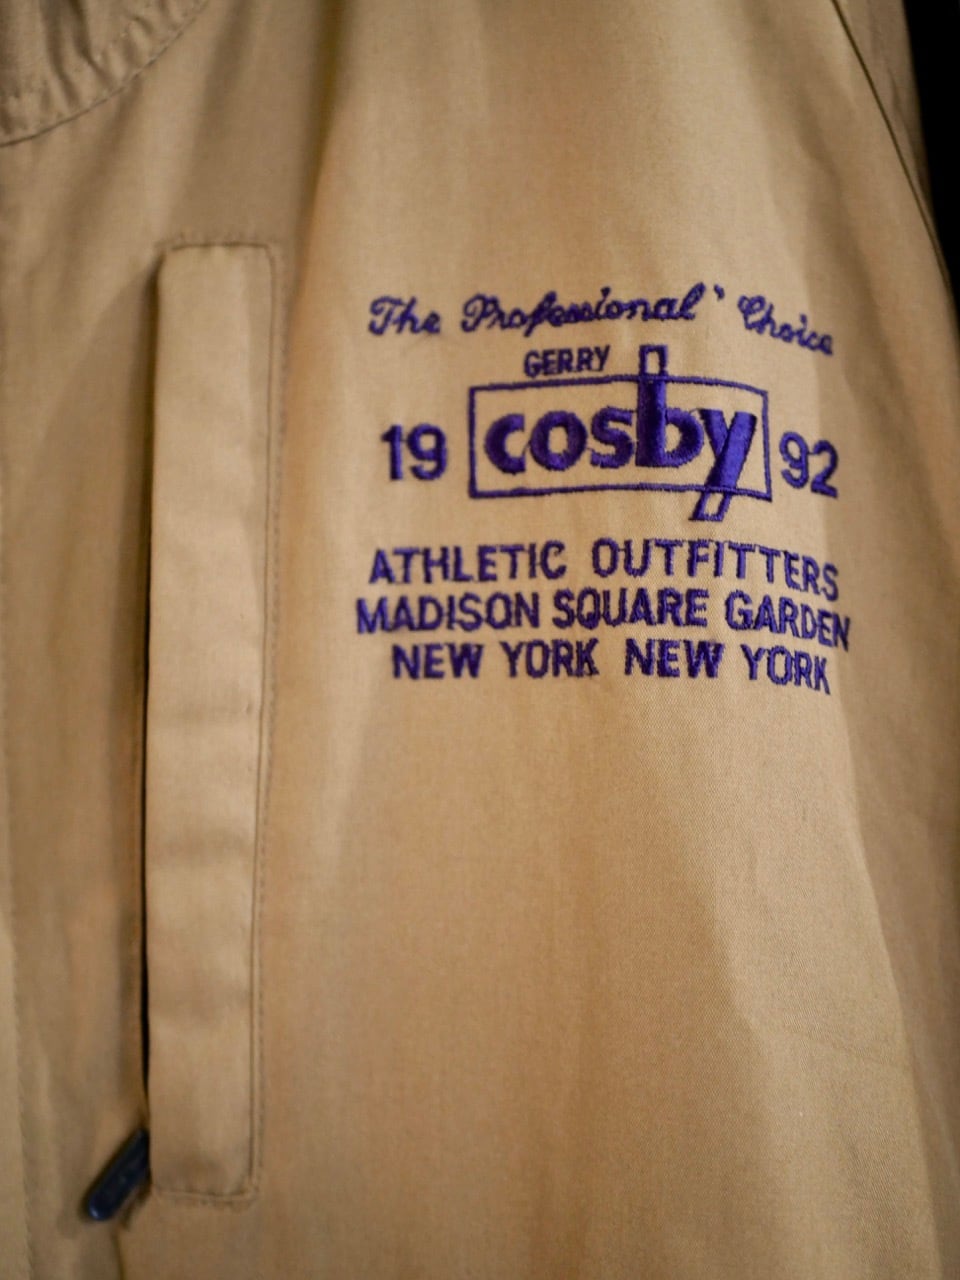 The Professional' Choice
GERRY
19 cosby 92
ATHLETIC OUTFITTERS
MADISON SQUARE GARDEN
NEW YORK NEW YORK